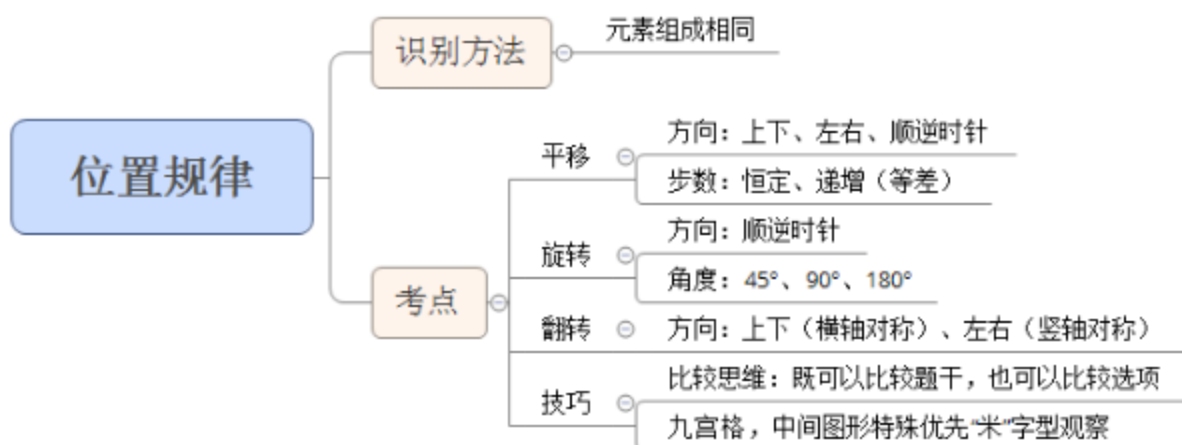 位置规律
识别方法
元素组成相同
考点
平移
方向：上下、左右、顺逆时针
步数：恒定、递增（等差）
旋转
方向：顺逆时针
角度：45°、90°、180°
翻转
方向：上下（横轴对称）、左右（竖轴对称）
技巧
比较思维：既可以比较题干，也可以比较选项
九宫格，中间图形特殊优先“米”字型观察